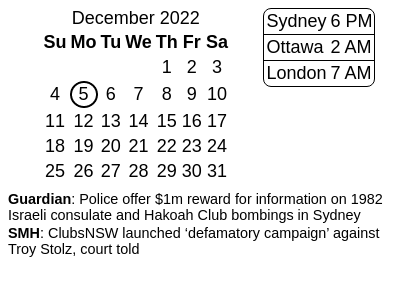 December 2022
Su Mo Tu We Th Fr Sa
1 2 3
4 5 6 7 8 9 10
11 12 13 14 15 16 17
18 19 20 21 22 23 24
25 26 27 28 29 30 31
Sydney 6 PM
Ottawa 2 AM
London 7 AM
Guardian: Police offer $1m reward for information on 1982
Israeli consulate and Hakoah Club bombings in Sydney
SMH: ClubsNSW launched ‘defamatory campaign’ against
Troy Stolz, court told